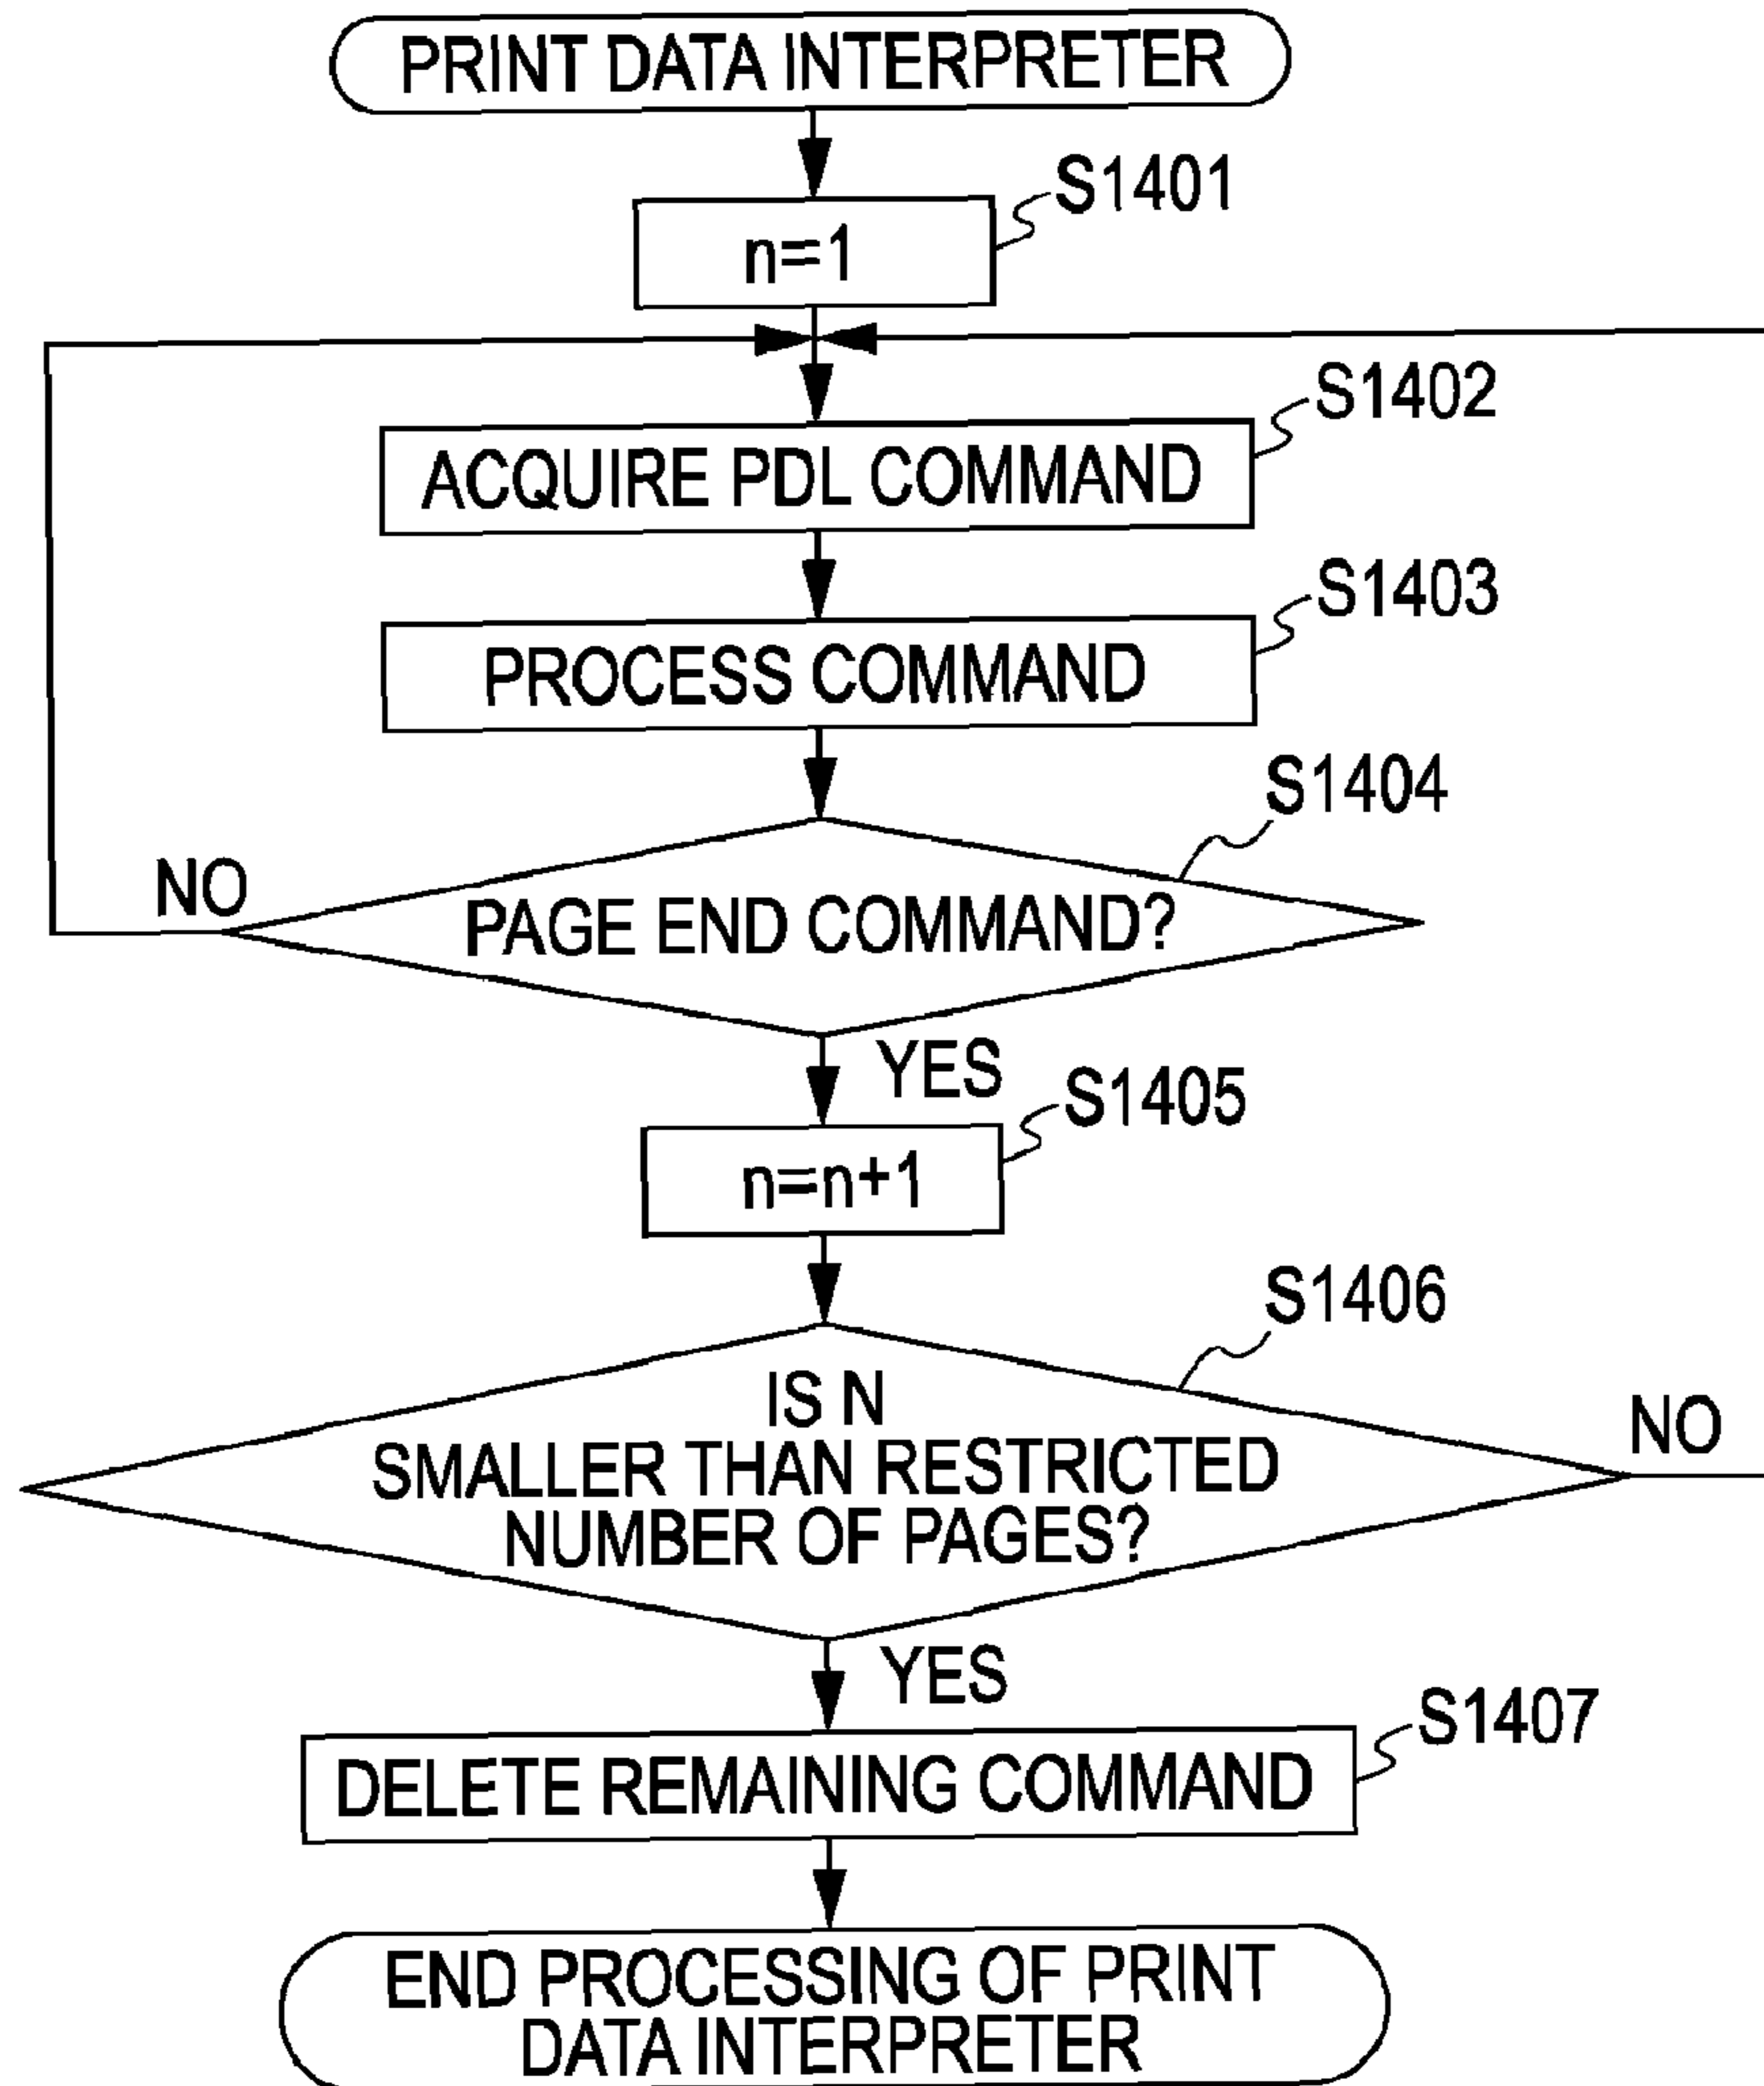 PRINT DATA INTERPRETER
S1401
n=1
S1402
ACQUIRE PDL COMMAND
S1403
PROCESS COMMAND
S1404
NO
PAGE END COMMAND?
YES
S1405
n=n+1
S1406
IS N
SMALLER THAN RESTRICTED
NUMBER OF PAGES?
NO
YES
S1407
DELETE REMAINING COMMAND
END PROCESSING OF PRINT
DATA INTERPRETER